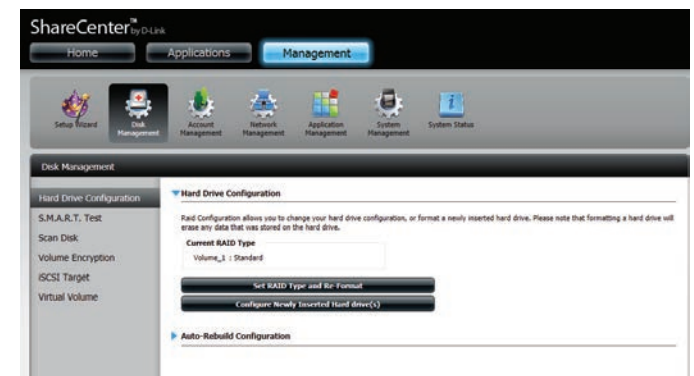 ShareCenter™ by D-Link
Home
Applications
Management
Setup Wizard
Disk Management
Account Management
Network Management
Application Management
System Management
System Status
Disk Management
Hard Drive Configuration
S.M.A.R.T. Test
Scan Disk
Volume Encryption
iSCSI Target
Virtual Volume
Hard Drive Configuration
Raid Configuration allows you to change your hard drive configuration, or format a newly inserted hard drive. Please note that formatting a hard drive will
erase any data that was stored on the hard drive.
Current RAID Type
Volume_1 : Standard
Set RAID Type and Re-Format
Configure Newly Inserted Hard drive(s)
Auto-Rebuild Configuration